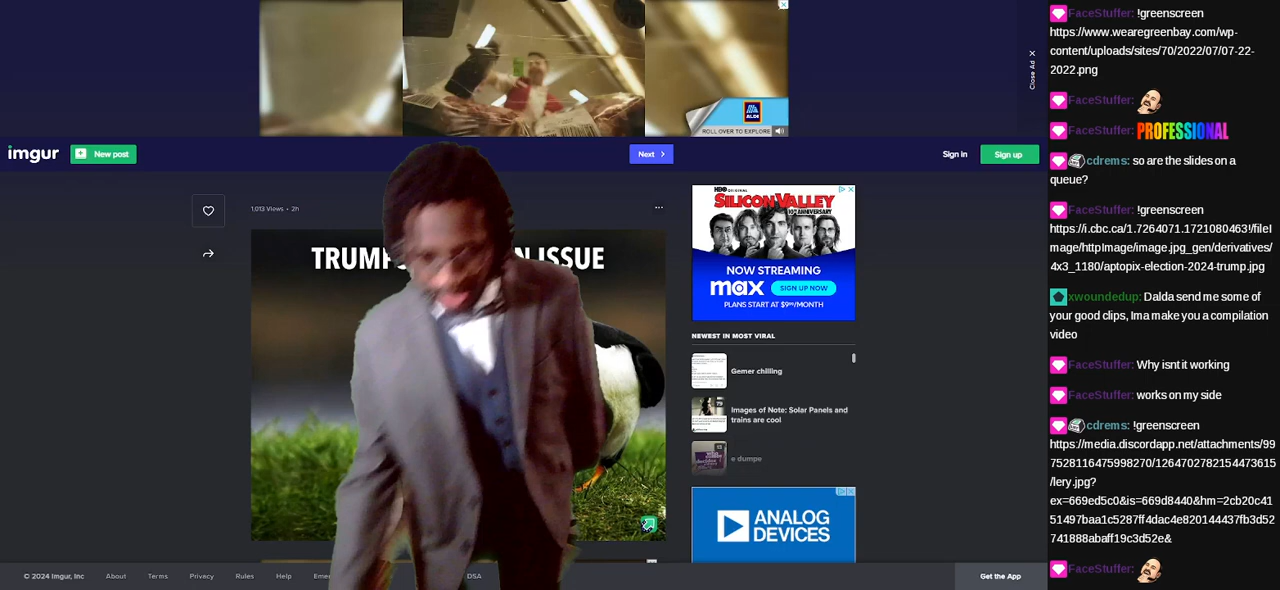 ALDI
ROLL OVER TO EXPLORE
Close Ad
imgur
New post
Next
Sign in
Sign up
1,013 Views • 2h
TRUMP
N ISSUE
HBO ORIGINAL
SILICON VALLEY
10TH ANNIVERSARY
NOW STREAMING
max SIGN UP NOW
PLANS START AT $9.99/MONTH
NEWEST IN MOST VIRAL
Gemer chilling
Images of Note: Solar Panels and
trains are cool
e dumpe
ANALOG
DEVICES
© 2024 Imgur, Inc
About
Terms
Privacy
Rules
Help
Eme
DSA
Get the App
FaceStuffer: !greenscreen
https://www.wearegreenbay.com/wp-
content/uploads/sites/70/2022/07/07-22-
2022.png
FaceStuffer:
FaceStuffer: PROFESSIONAL
cdrems: so are the slides on a
queue?
FaceStuffer: !greenscreen
https://i.cbc.ca/1.7264071.1721080463!/fileI
mage/httpImage/image.jpg_gen/derivatives/
4x3_1180/aptopix-election-2024-trump.jpg
xwoundedup: Dalda send me some of
your good clips, Ima make you a compilation
video
FaceStuffer: Why isnt it working
FaceStuffer: works on my side
cdrems: !greenscreen
https://media.discordapp.net/attachments/99
7528116475998270/1264702782154473615
/lery.jpg?
ex=669ed5c0&is=669d8440&hm=2cb20c41
51497baa1c5287ff4dac4e820144437fb3d52
741888abaff19c3d52e&
FaceStuffer: